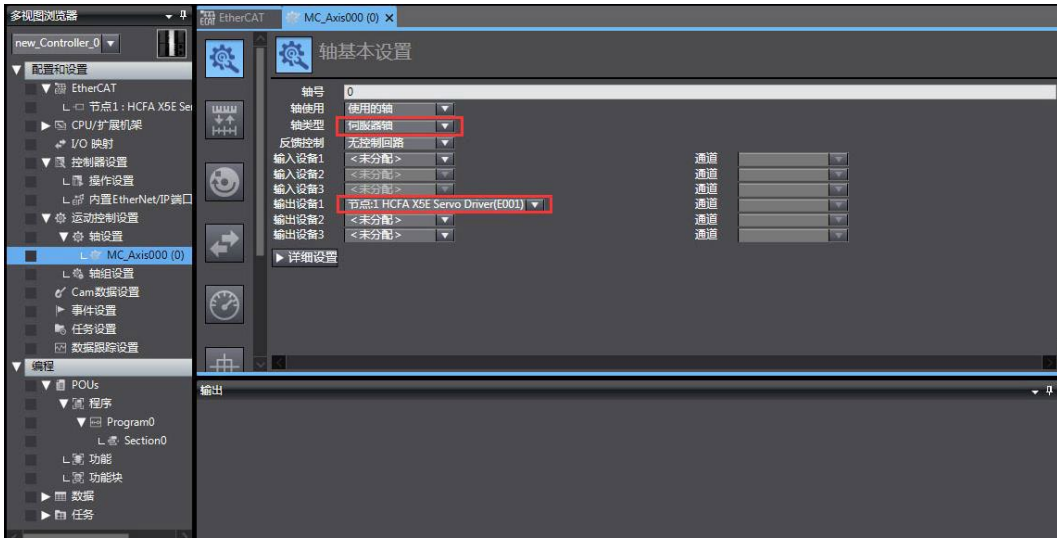 多视图浏览器
new_Controller_0
配置和设置
EtherCAT
节点1 : HCFA X5E Ser
CPU/扩展机架
I/O 映射
控制器设置
操作设置
内置EtherNet/IP端口
运动控制设置
轴设置
MC_Axis000 (0)
轴组设置
Cam数据设置
事件设置
任务设置
数据跟踪设置
编程
POUs
程序
Program0
Section0
功能
功能块
数据
任务
EtherCAT
MC_Axis000 (0)
轴基本设置
轴号 0
轴使用 使用的轴
轴类型 伺服器轴
反馈控制 无控制回路
输入设备1 <未分配> 通道
输入设备2 <未分配> 通道
输入设备3 <未分配> 通道
输出设备1 节点:1 HCFA X5E Servo Driver(E001) 通道
输出设备2 <未分配> 通道
输出设备3 <未分配> 通道
详细设置
输出